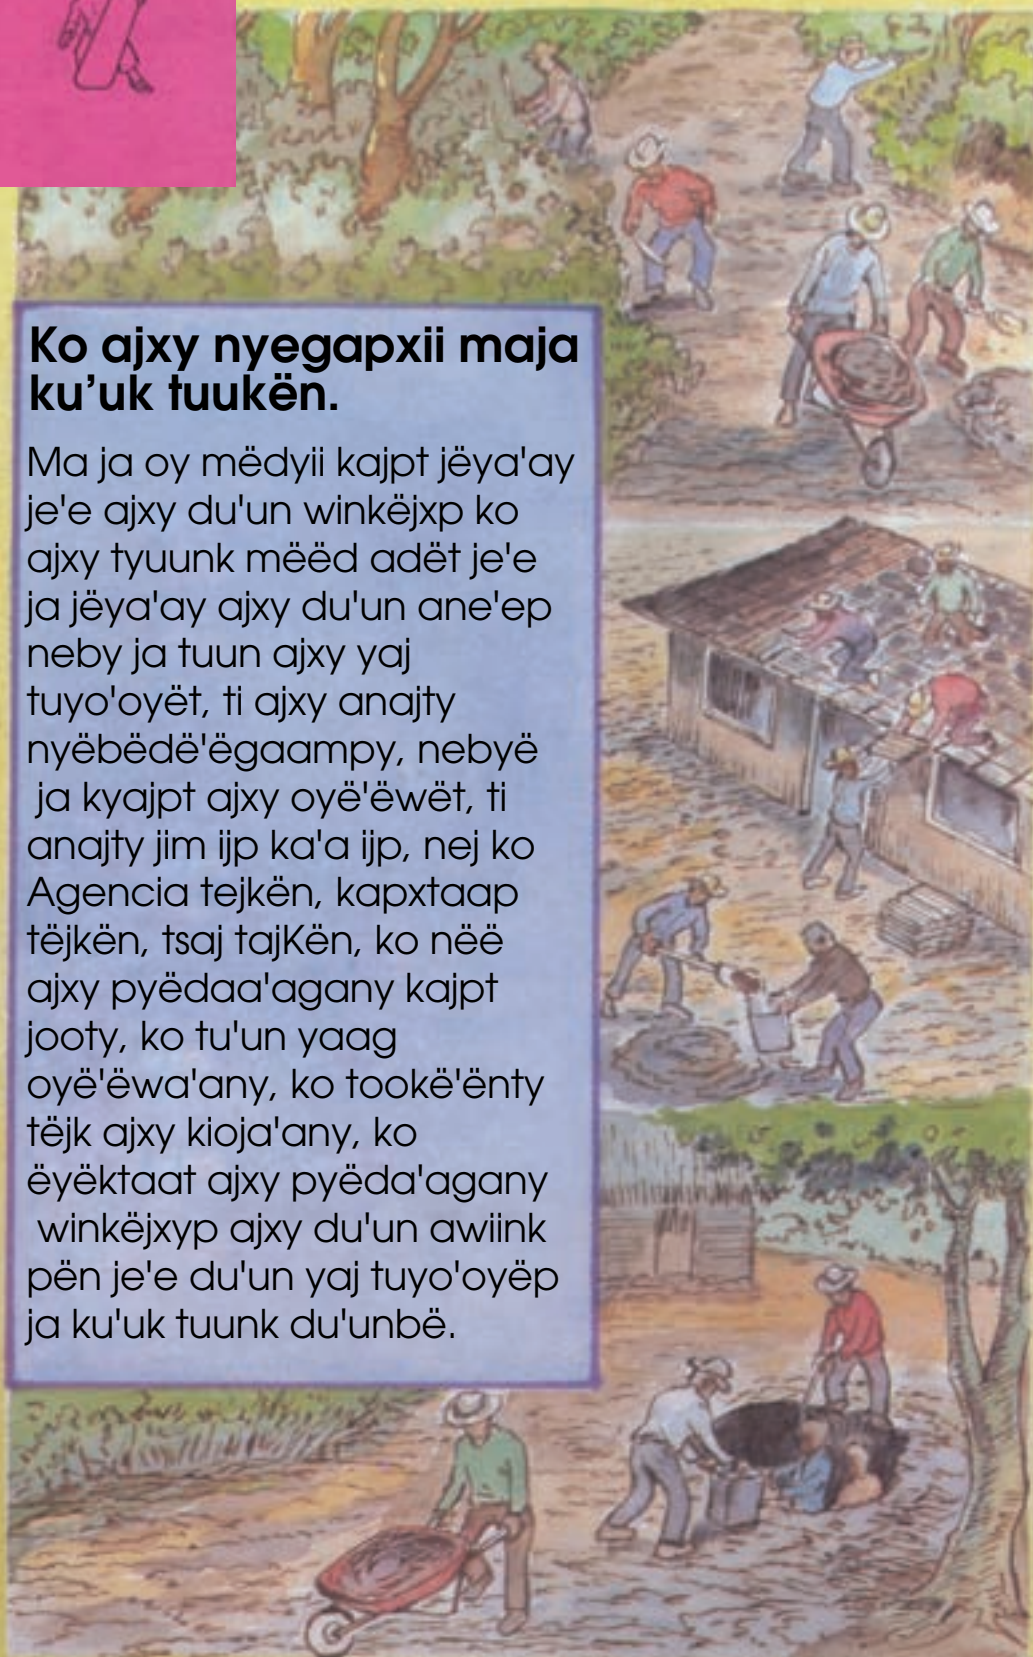 Ko ajxy nyegapxii maja
ku’uk tuukën.
Ma ja oy mëdyii kajpt jëya'ay
je'e ajxy du'un winkëjxp ko
ajxy tyuunk mëëd adët je'e
ja jëya'ay ajxy du'un ane'ep
neby ja tuun ajxy yaj
tuyo'oyët, ti ajxy anajty
nyëbëdë'ëgaampy, nebyë
ja kyajpt ajxy oyë'ëwët, ti
anajty jim ijp ka'a ijp, nej ko
Agencia tejkën, kapxtaap
tëjkën, tsaj tajKën, ko nëë
ajxy pyëdaa'agany kajpt
jooty, ko tu'un yaag
oyë'ëwa'any, ko tookë'ënty
tëjk ajxy kioja'any, ko
ëyëktaat ajxy pyëda'agany
winkëjxyp ajxy du'un awiink
pën je'e du'un yaj tuyo'oyëp
ja ku'uk tuunk du'unbë.